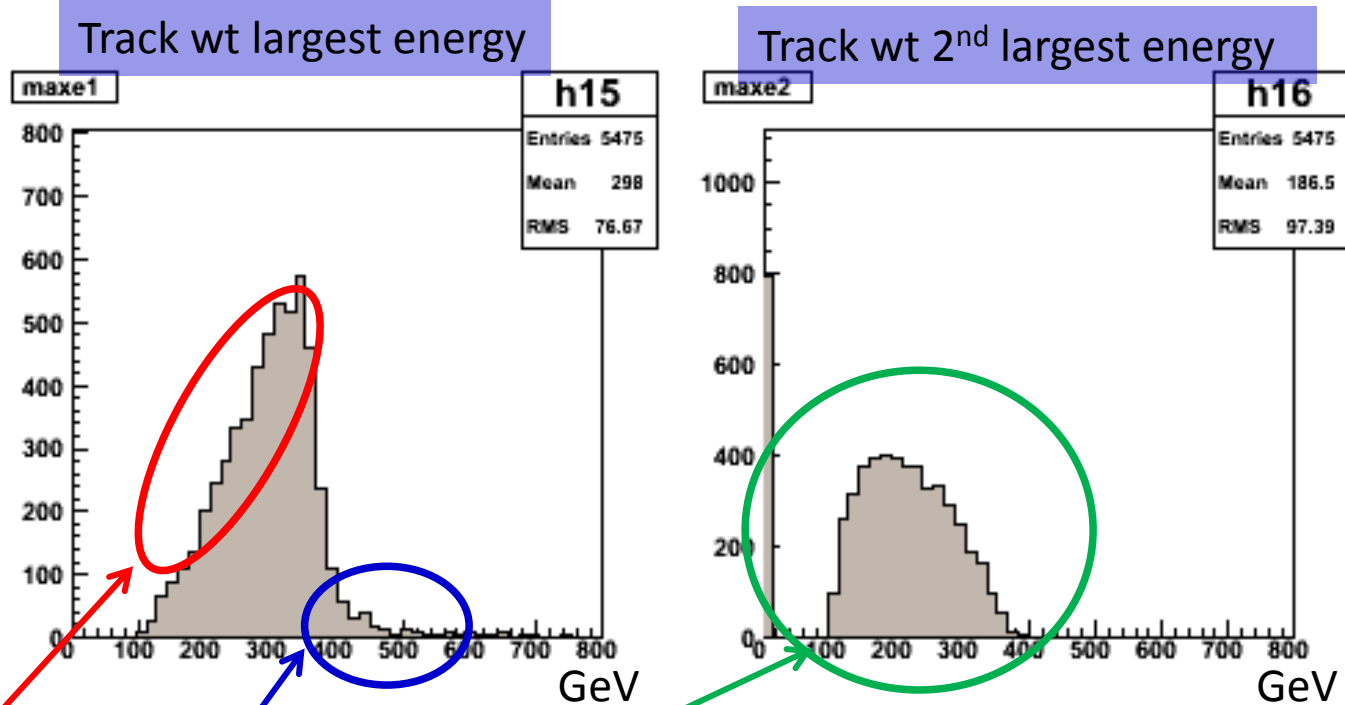 Track wt largest energy
maxe1
h15
Entries 5475
Mean 298
RMS 76.67
800
700
600
500
400
300
200
100
0
0 100 200 300 400 500 600 700 800
GeV
Track wt 2nd largest energy
maxe2
h16
Entries 5475
Mean 186.5
RMS 97.39
1000
800
600
400
200
0
0 100 200 300 400 500 600 700 800
GeV